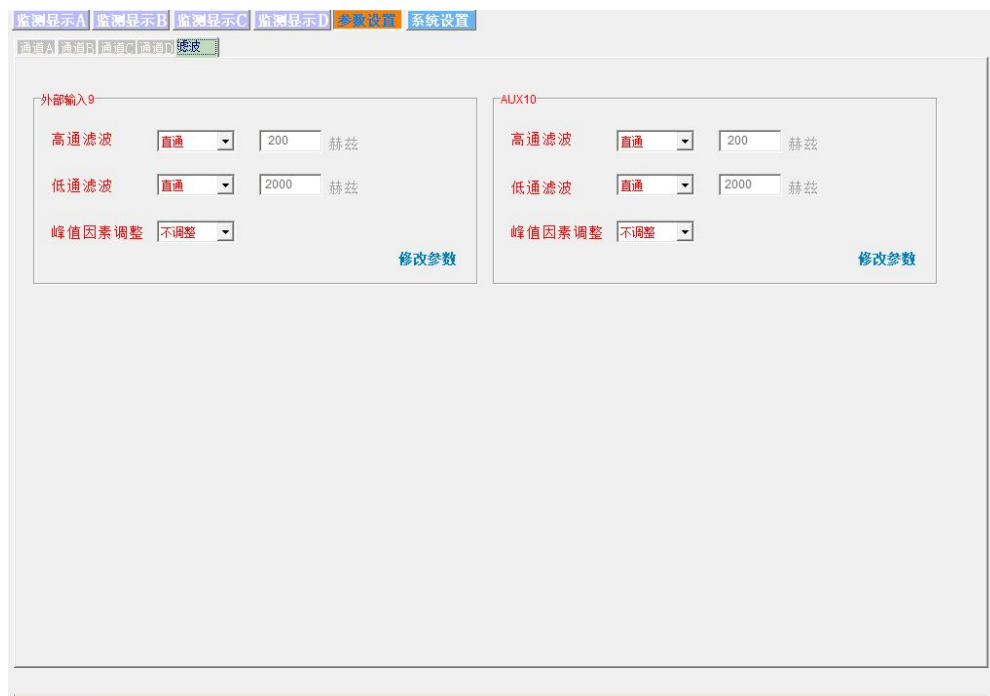 监测显示A 监测显示B 监测显示C 监测显示D 参数设置 系统设置
通道A 通道B 通道C 通道D 滤波
外部输入9
高通滤波 直通 200 赫兹
低通滤波 直通 2000 赫兹
峰值因素调整 不调整
修改参数
AUX10
高通滤波 直通 200 赫兹
低通滤波 直通 2000 赫兹
峰值因素调整 不调整
修改参数